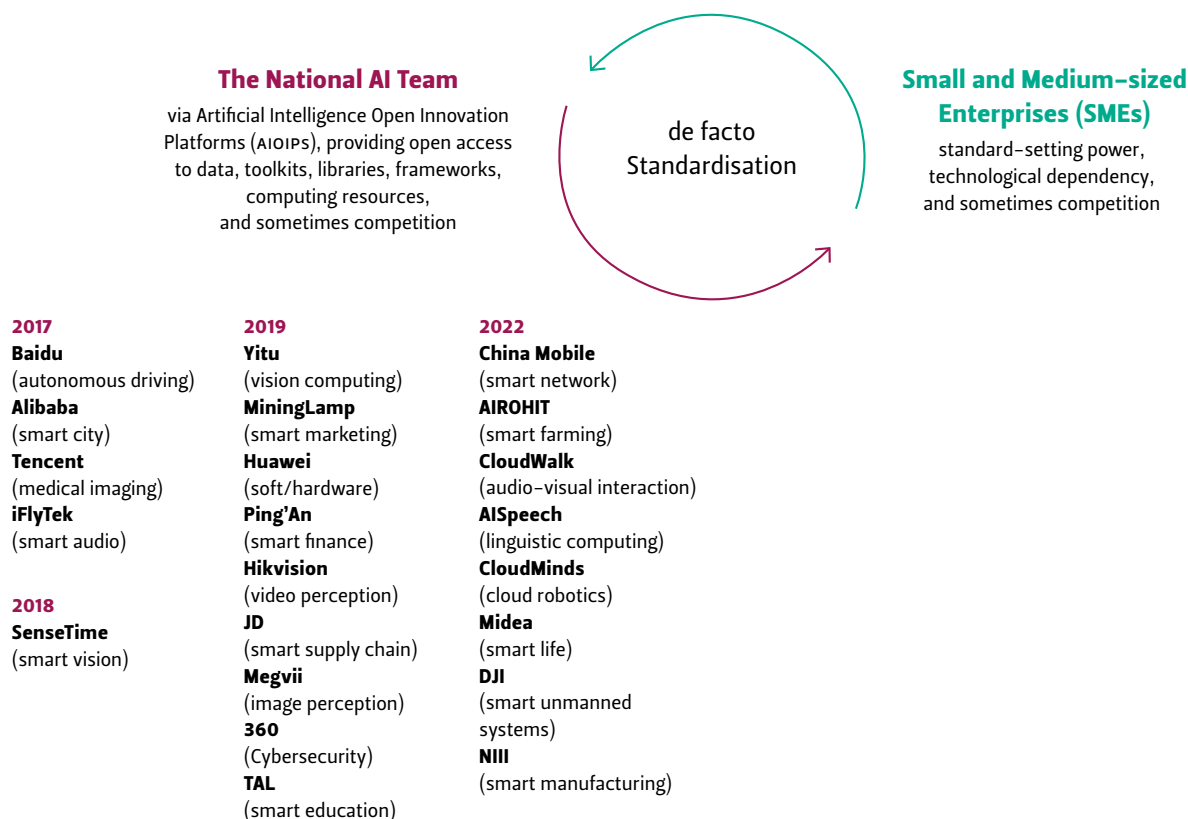 The National AI Team
via Artificial Intelligence Open Innovation
Platforms (AIOIPs), providing open access
to data, toolkits, libraries, frameworks,
computing resources,
and sometimes competition
de facto
Standardisation
Small and Medium-sized
Enterprises (SMEs)
standard-setting power,
technological dependency,
and sometimes competition
2017
Baidu
(autonomous driving)
Alibaba
(smart city)
Tencent
(medical imaging)
iFlyTek
(smart audio)
2018
SenseTime
(smart vision)
2019
Yitu
(vision computing)
MiningLamp
(smart marketing)
Huawei
(soft/hardware)
Ping'An
(smart finance)
Hikvision
(video perception)
JD
(smart supply chain)
Megvii
(image perception)
360
(Cybersecurity)
TAL
(smart education)
2022
China Mobile
(smart network)
AIROHIT
(smart farming)
CloudWalk
(audio-visual interaction)
AISpeech
(linguistic computing)
CloudMinds
(cloud robotics)
Midea
(smart life)
DJI
(smart unmanned
systems)
NIII
(smart manufacturing)